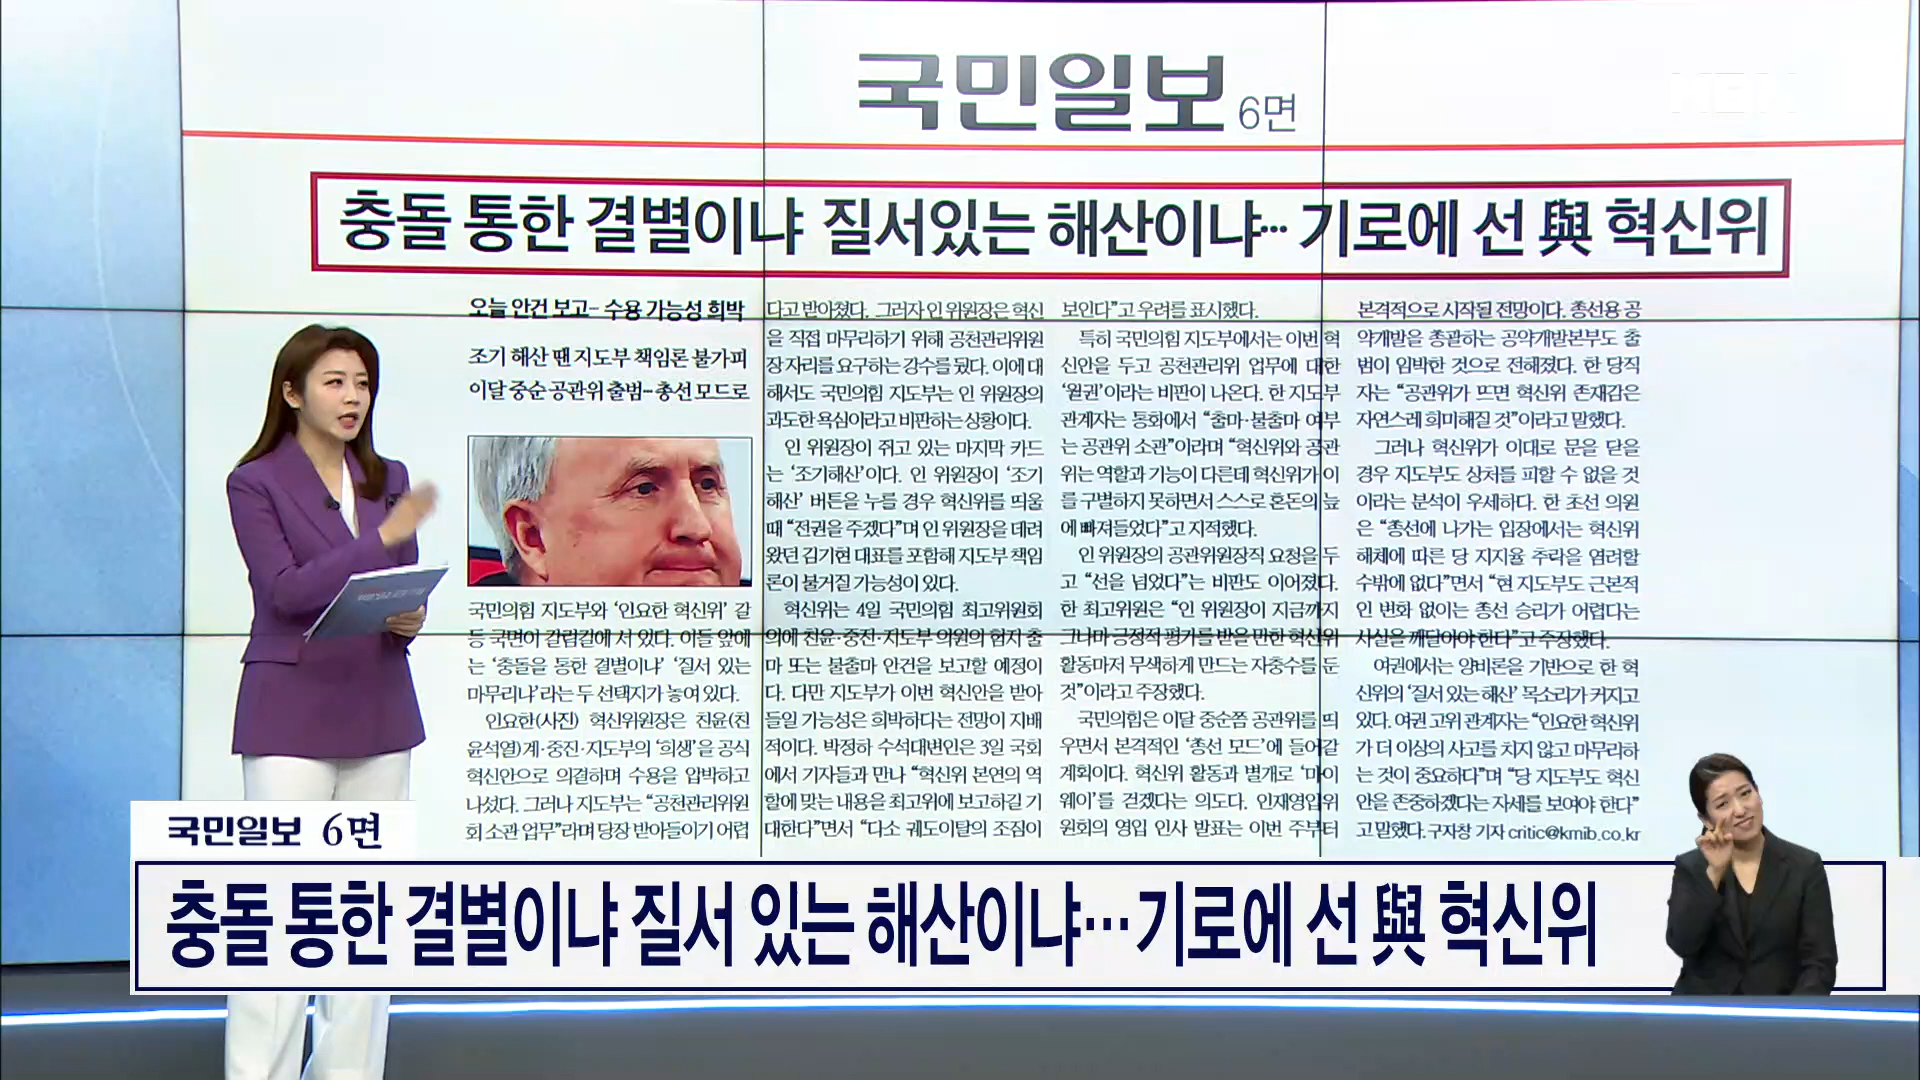 국민일보 6면
MBN
충돌 통한 결별이냐 질서있는 해산이냐… 기로에 선 與 혁신위
오늘 안건 보고- 수용 가능성 희박
조기 해산 땐 지도부 책임론 불가피
이달 중순 공관위 출범-총선 모드로
국민의힘 지도부와 ‘인요한 혁신위’ 갈
등 국면이 갈림길에 서 있다. 이들 앞에
는 ‘충돌을 통한 결별이냐’ ‘질서 있는
마무리냐’라는 두 선택지가 놓여 있다.
인요한(사진) 혁신위원장은 친윤(친
윤석열)계·중진·지도부의 ‘희생’을 공식
혁신안으로 의결하며 수용을 압박하고
나섰다. 그러나 지도부는 “공천관리위원
회 소관 업무”라며 당장 받아들이기 어렵
다고 받아쳤다. 그러자 인 위원장은 혁신
을 직접 마무리하기 위해 공천관리위원
장 자리를 요구하는 강수를 뒀다. 이에 대
해서도 국민의힘 지도부는 인 위원장의
과도한 욕심이라고 비판하는 상황이다.
인 위원장이 쥐고 있는 마지막 카드
는 ‘조기해산’이다. 인 위원장이 ‘조기
해산’ 버튼을 누를 경우 혁신위를 띄울
때 “전권을 주겠다”며 인 위원장을 데려
왔던 김기현 대표를 포함해 지도부 책임
론이 불거질 가능성이 있다.
혁신위는 4일 국민의힘 최고위원회
의에 친윤·중진·지도부 의원의 험지 출
마 또는 불출마 안건을 보고할 예정이
다. 다만 지도부가 이번 혁신안을 받아
들일 가능성은 희박하다는 전망이 지배
적이다. 박정하 수석대변인은 3일 국회
에서 기자들과 만나 “혁신위 본연의 역
할에 맞는 내용을 최고위에 보고하길 기
대한다”면서 “다소 궤도이탈의 조짐이
보인다”고 우려를 표시했다.
특히 국민의힘 지도부에서는 이번 혁
신안을 두고 공천관리위 업무에 대한
‘월권’이라는 비판이 나온다. 한 지도부
관계자는 통화에서 “출마·불출마 여부
는 공관위 소관”이라며 “혁신위와 공관
위는 역할과 기능이 다른데 혁신위가 이
를 구별하지 못하면서 스스로 혼돈의 늪
에 빠져들었다”고 지적했다.
인 위원장의 공관위원장직 요청을 두
고 “선을 넘었다”는 비판도 이어졌다.
한 최고위원은 “인 위원장이 지금까지
그나마 긍정적 평가를 받을 만한 혁신위
활동마저 무색하게 만드는 자충수를 둔
것”이라고 주장했다.
국민의힘은 이달 중순쯤 공관위를 띄
우면서 본격적인 ‘총선 모드’에 들어갈
계획이다. 혁신위 활동과 별개로 ‘마이
웨이’를 걷겠다는 의도다. 인재영입위
원회의 영입 인사 발표는 이번 주부터
본격적으로 시작될 전망이다. 총선용 공
약개발을 총괄하는 공약개발본부도 출
범이 임박한 것으로 전해졌다. 한 당직
자는 “공관위가 뜨면 혁신위 존재감은
자연스레 희미해질 것”이라고 말했다.
그러나 혁신위가 이대로 문을 닫을
경우 지도부도 상처를 피할 수 없을 것
이라는 분석이 우세하다. 한 초선 의원
은 “총선에 나가는 입장에서는 혁신위
해체에 따른 당 지지율 추락을 염려할
수밖에 없다”면서 “현 지도부도 근본적
인 변화 없이는 총선 승리가 어렵다는
사실을 깨달아야 한다”고 주장했다.
여권에서는 양비론을 기반으로 한 혁
신위의 ‘질서 있는 해산’ 목소리가 커지고
있다. 여권 고위 관계자는 “인요한 혁신위
가 더 이상의 사고를 치지 않고 마무리하
는 것이 중요하다”며 “당 지도부도 혁신
안을 존중하겠다는 자세를 보여야 한다”
고 말했다. 구자창 기자 critic@kmib.co.kr
국민일보 6면
충돌 통한 결별이냐 질서 있는 해산이냐…기로에 선 與 혁신위